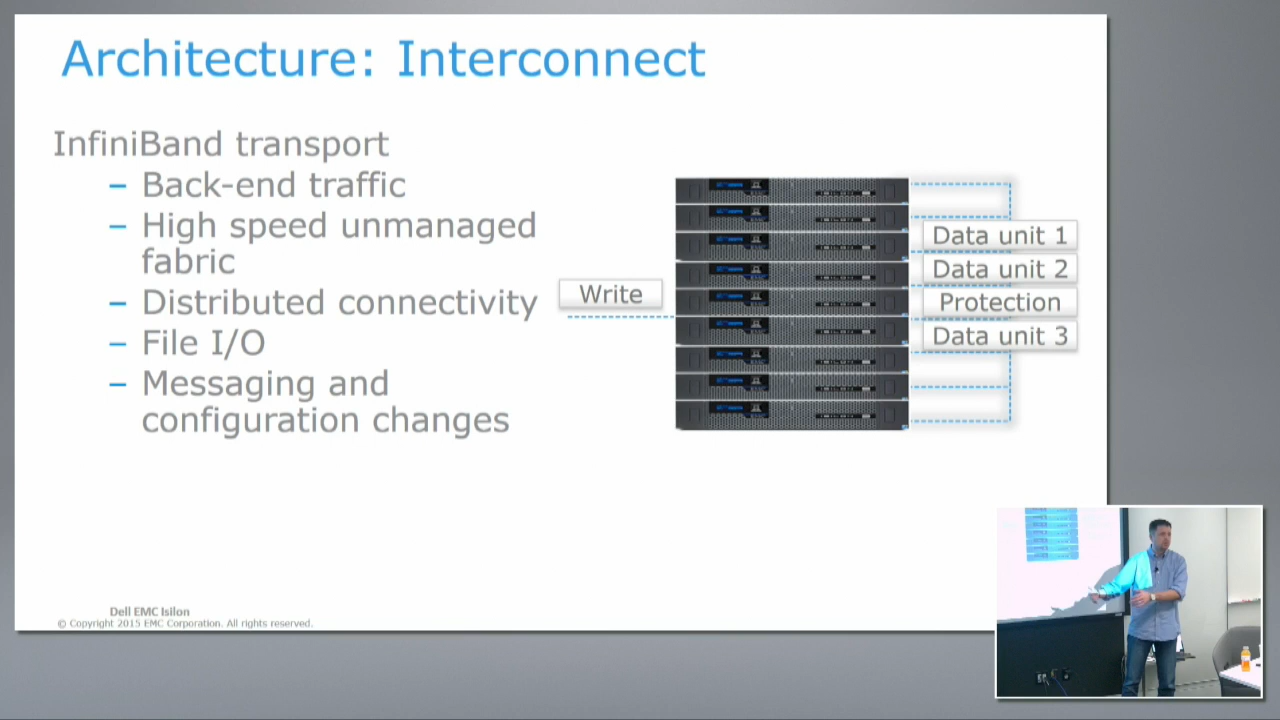 Architecture: Interconnect
InfiniBand transport
– Back-end traffic
– High speed unmanaged
fabric
– Distributed connectivity
– File I/O
– Messaging and
configuration changes
Write
Data unit 1
Data unit 2
Protection
Data unit 3
Dell EMC Isilon
© Copyright 2015 EMC Corporation. All rights reserved.